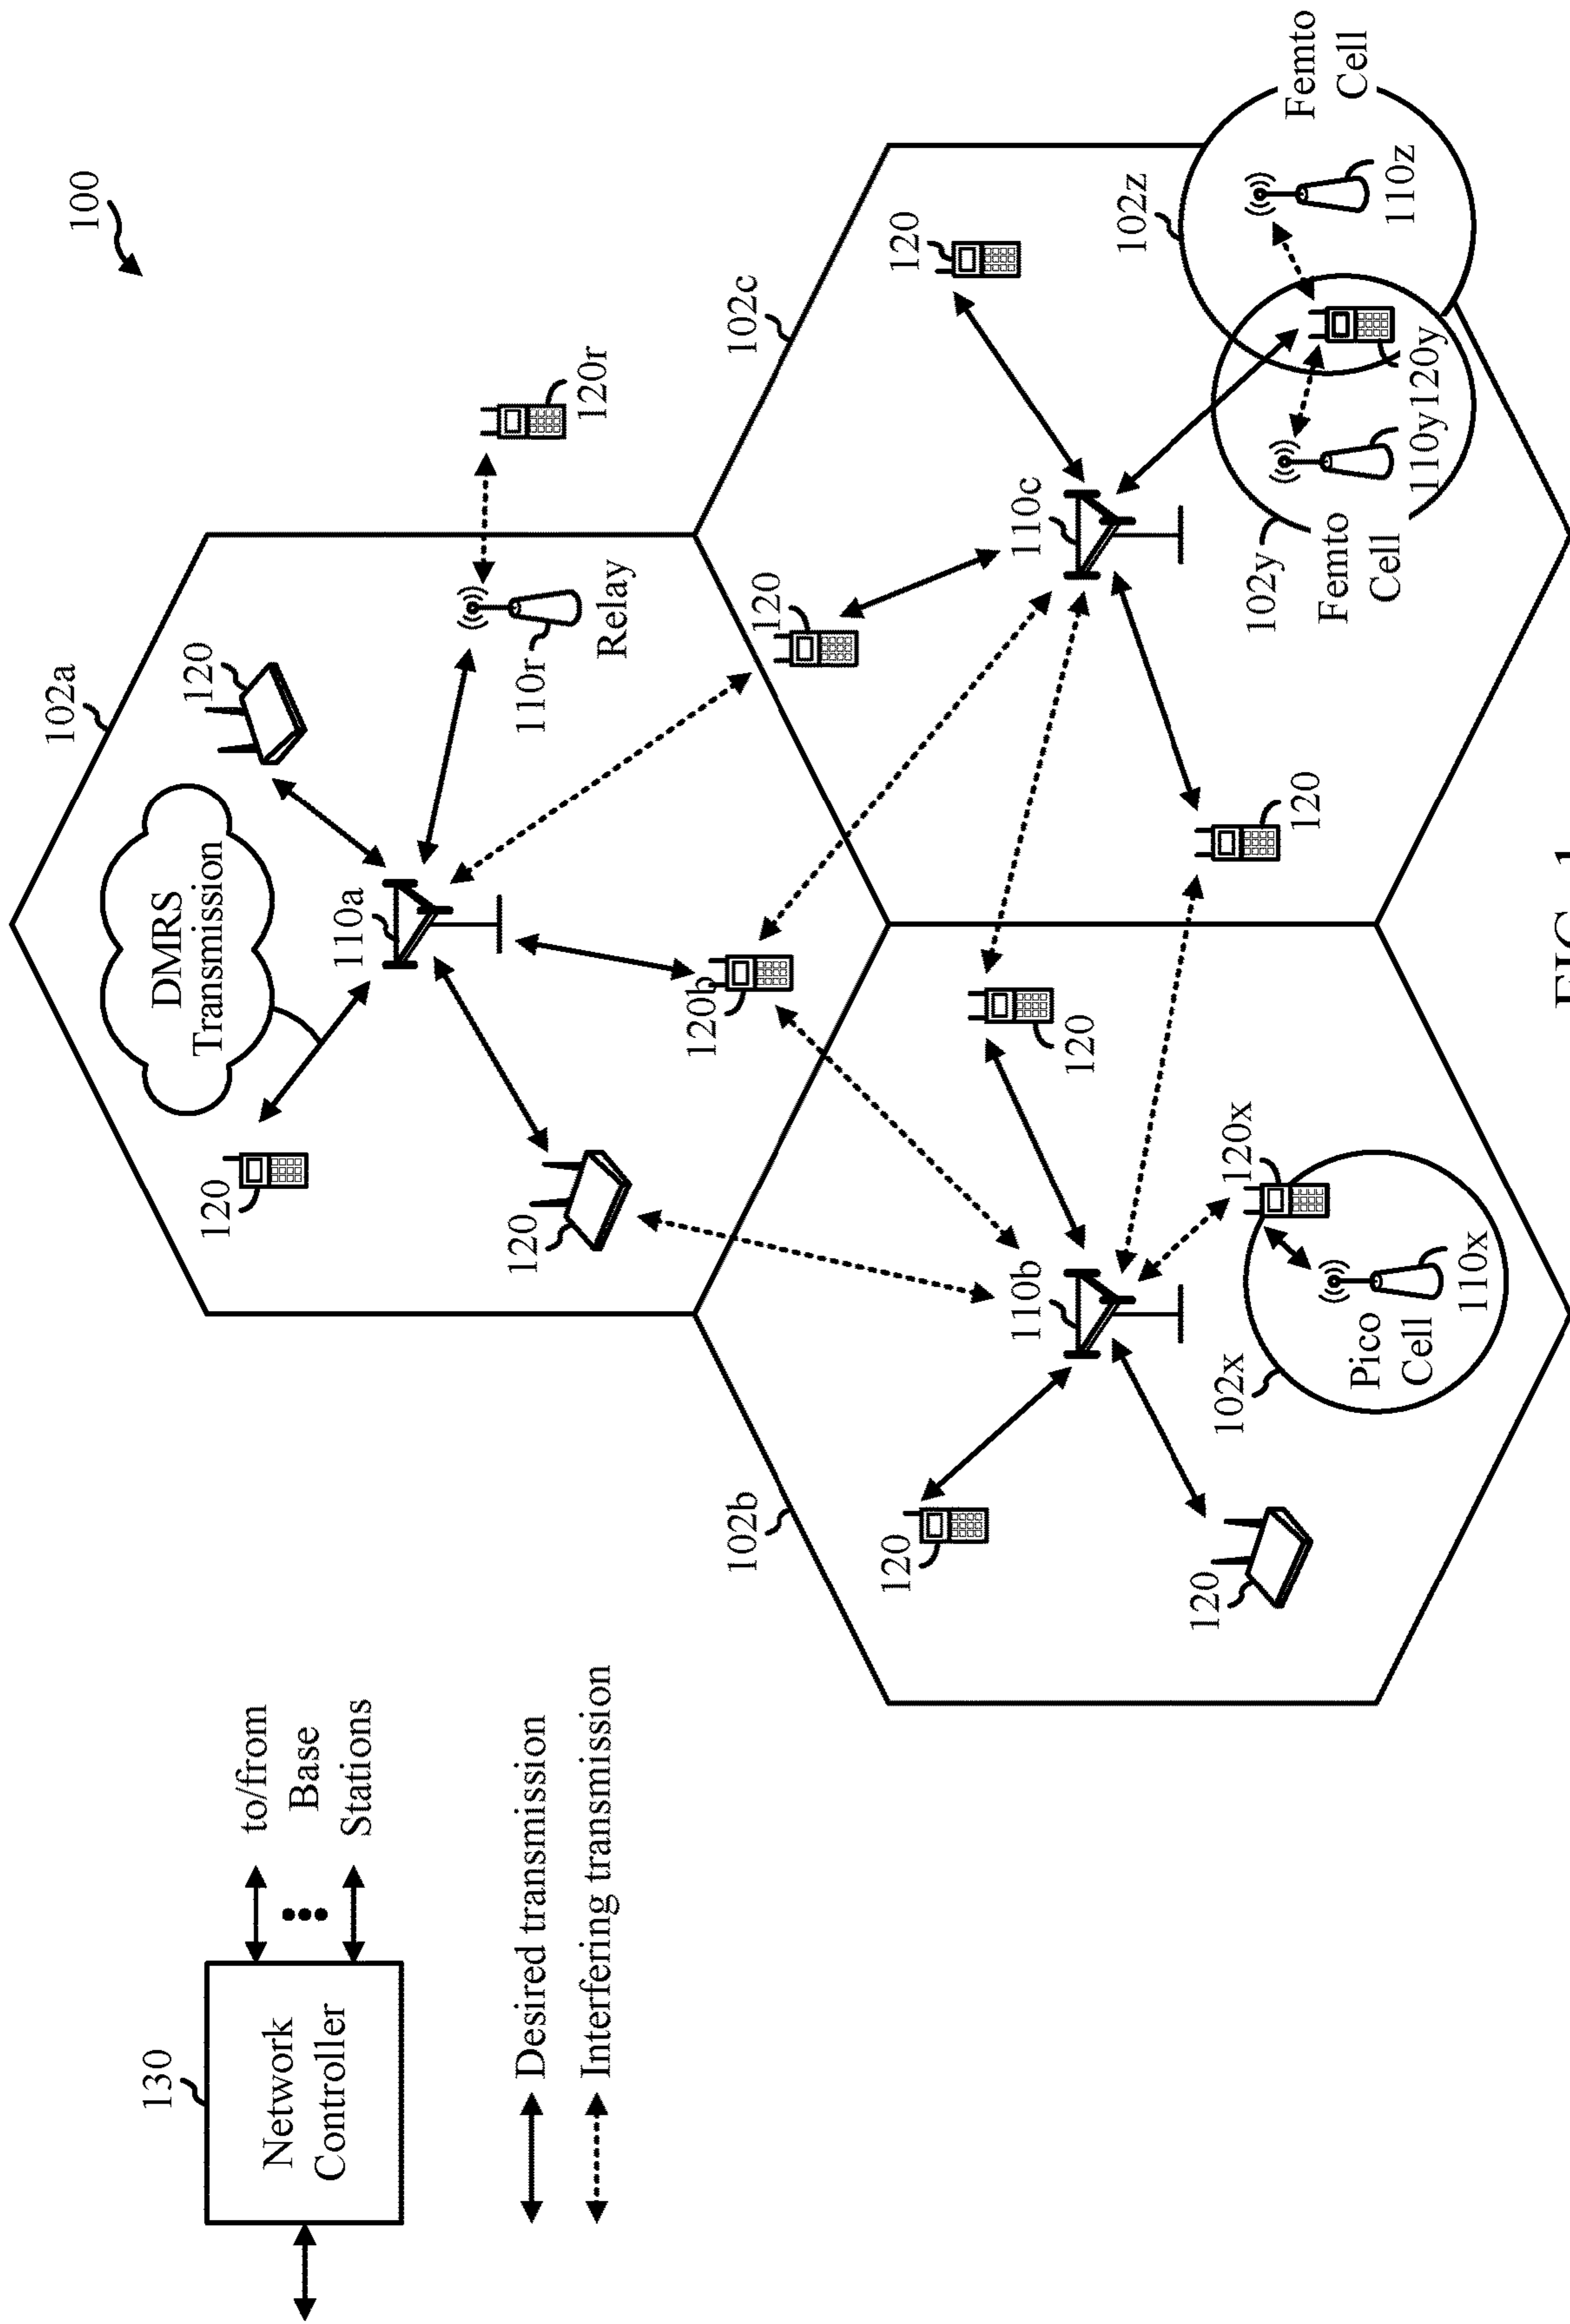 100
130
Network
Controller
to/from
Base
Stations
Desired transmission
Interfering transmission
102a
DMRS
Transmission
120
120
110a
120
110r
Relay
120r
120b
102b
102c
120
120
120
110b
120
120x
102x
Pico
Cell
110x
120
120
110c
120
102y
Femto
Cell
110y
120y
102z
110z
Femto
Cell